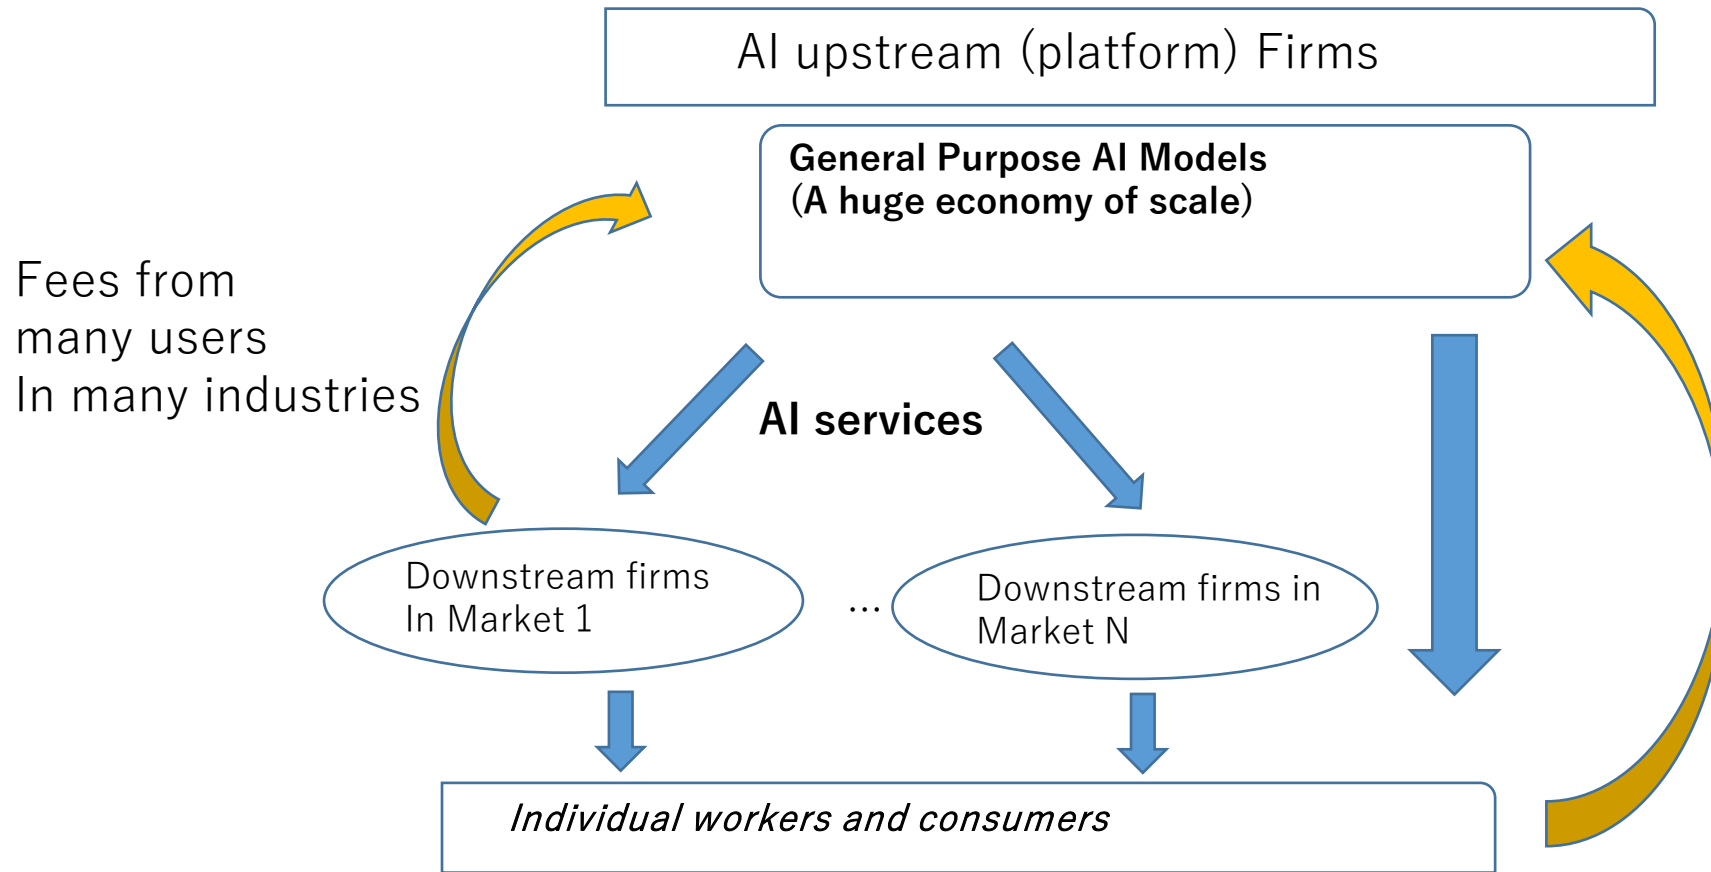 AI upstream (platform) Firms
General Purpose AI Models
(A huge economy of scale)
Fees from
many users
In many industries
AI services
Downstream firms
In Market 1
...
Downstream firms in
Market N
Individual workers and consumers